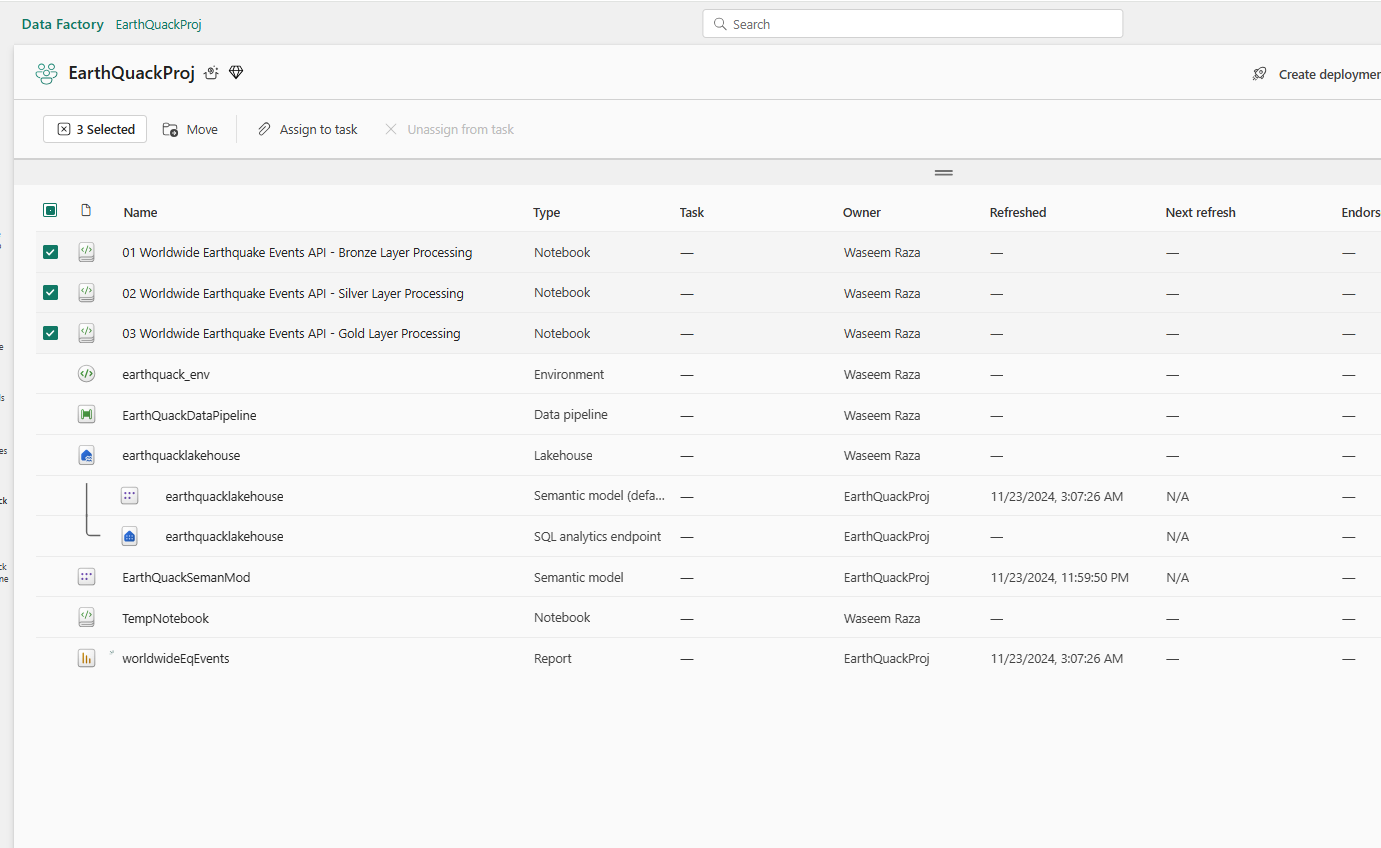 Data Factory EarthQuackProj Search
EarthQuackProj Create deploymen
3 Selected Move Assign to task Unassign from task
Name Type Task Owner Refreshed Next refresh Endors
01 Worldwide Earthquake Events API - Bronze Layer Processing Notebook — Waseem Raza — — —
02 Worldwide Earthquake Events API - Silver Layer Processing Notebook — Waseem Raza — — —
03 Worldwide Earthquake Events API - Gold Layer Processing Notebook — Waseem Raza — — —
earthquack_env Environment — Waseem Raza — — —
EarthQuackDataPipeline Data pipeline — Waseem Raza — — —
earthquacklakehouse Lakehouse — Waseem Raza — — —
earthquacklakehouse Semantic model (defa... — EarthQuackProj 11/23/2024, 3:07:26 AM N/A —
earthquacklakehouse SQL analytics endpoint — EarthQuackProj — N/A —
EarthQuackSemanMod Semantic model — EarthQuackProj 11/23/2024, 11:59:50 PM N/A —
TempNotebook Notebook — Waseem Raza — — —
worldwideEqEvents Report — EarthQuackProj 11/23/2024, 3:07:26 AM — —